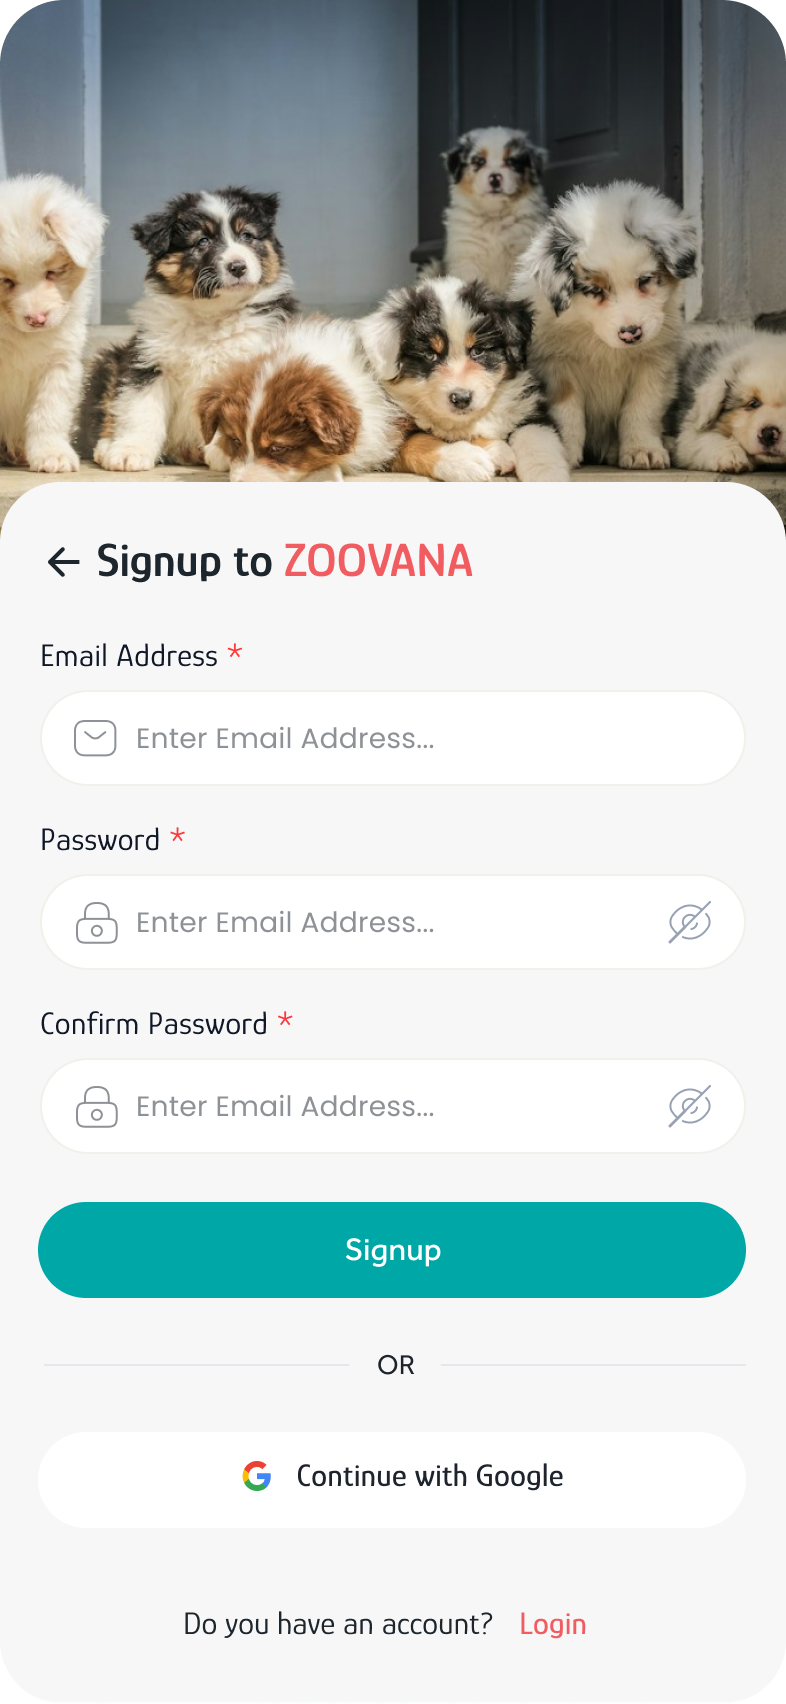 Signup to ZOOVANA
Email Address *
Enter Email Address...
Password *
Enter Email Address...
Confirm Password *
Enter Email Address...
Signup
OR
Continue with Google
Do you have an account? Login